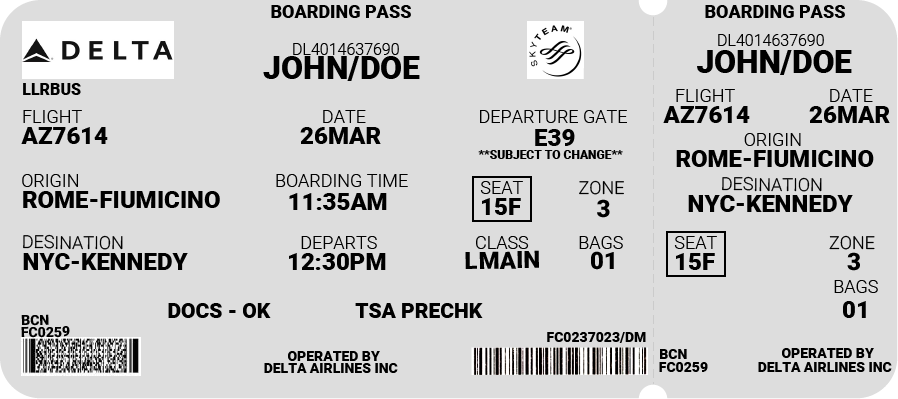 BOARDING PASS
DELTA
DL4014637690
JOHN/DOE
SKYTEAM
LLRBUS
FLIGHT
AZ7614
DATE
26MAR
DEPARTURE GATE
E39
**SUBJECT TO CHANGE**
ORIGIN
ROME-FIUMICINO
BOARDING TIME
11:35AM
SEAT
15F
ZONE
3
DESINATION
NYC-KENNEDY
DEPARTS
12:30PM
CLASS
LMAIN
BAGS
01
DOCS - OK
TSA PRECHK
BCN
FC0259
OPERATED BY
DELTA AIRLINES INC
FC0237023/DM
BOARDING PASS
DL4014637690
JOHN/DOE
FLIGHT
AZ7614
DATE
26MAR
ORIGIN
ROME-FIUMICINO
DESINATION
NYC-KENNEDY
SEAT
15F
ZONE
3
BAGS
01
BCN
FC0259
OPERATED BY
DELTA AIRLINES INC